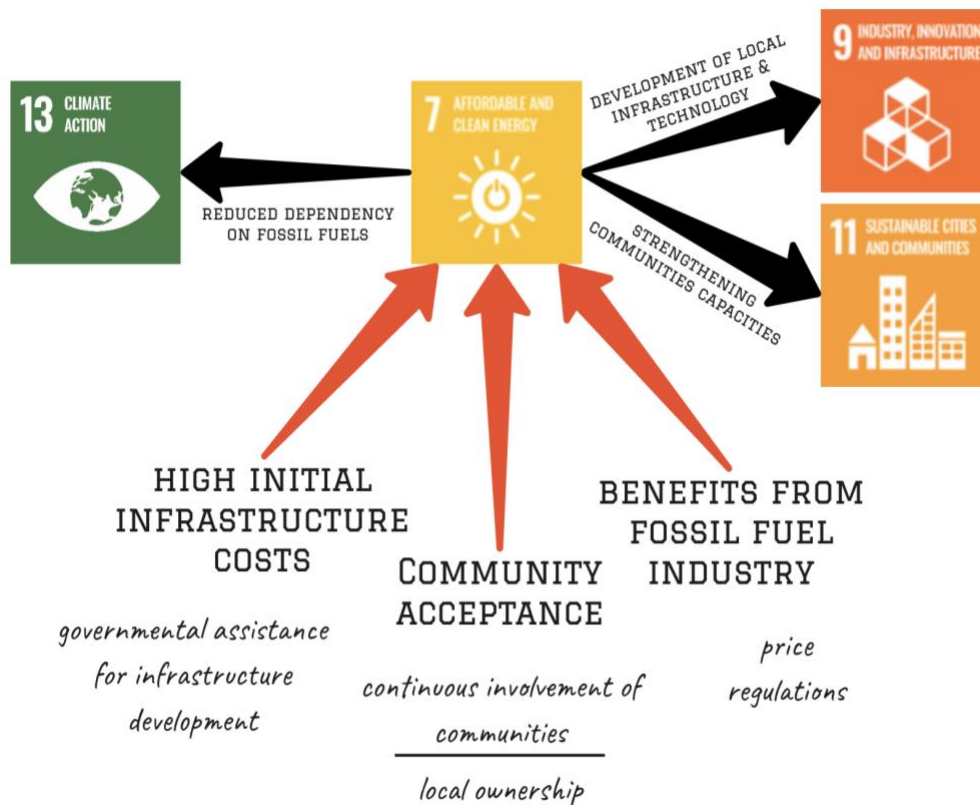 13 CLIMATE
ACTION
7 AFFORDABLE AND
CLEAN ENERGY
9 INDUSTRY, INNOVATION
AND INFRASTRUCTURE
11 SUSTAINABLE CITIES
AND COMMUNITIES
REDUCED DEPENDENCY
ON FOSSIL FUELS
DEVELOPMENT OF LOCAL
INFRASTRUCTURE &
TECHNOLOGY
STRENGTHENING
COMMUNITIES CAPACITIES
HIGH INITIAL
INFRASTRUCTURE
COSTS
governmental assistance
for infrastructure
development
COMMUNITY
ACCEPTANCE
continuous involvement of
communities
local ownership
BENEFITS FROM
FOSSIL FUEL
INDUSTRY
price
regulations